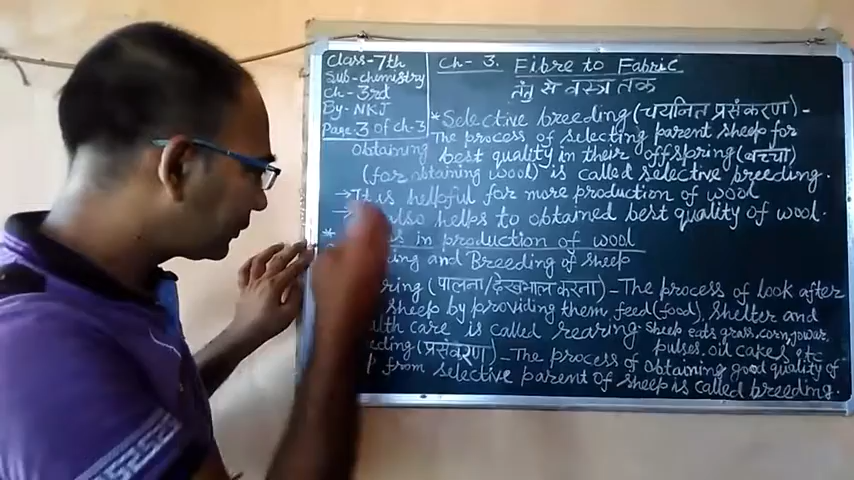 Class-7th
Sub-chemistry
Ch-3rd
By-NKJ
Page-3 of ch-3
Ch-3. Fibre to Fabric
तंतु से वस्त्र तक
*Selective breeding(चयनित प्रसंकरण)-
The process of selecting parent sheep for
obtaining best quality in their offspring(बच्चा)
(for obtaining wool) is called selective breeding.
→It is helpful for more production of wool
→ also helps to obtained best quality of wool.
* in production of wool
and Breeding of sheep
(पालना/देखभाल करना)-The process of look after
sheep by providing them feed(food), shelter and
health care is called rearing. Sheep eats grass, corn, jowar,
pulses, oil cakes, etc
(प्रसंकरण)-The process of obtaining good quality of
from selective parent of sheep is called breeding.